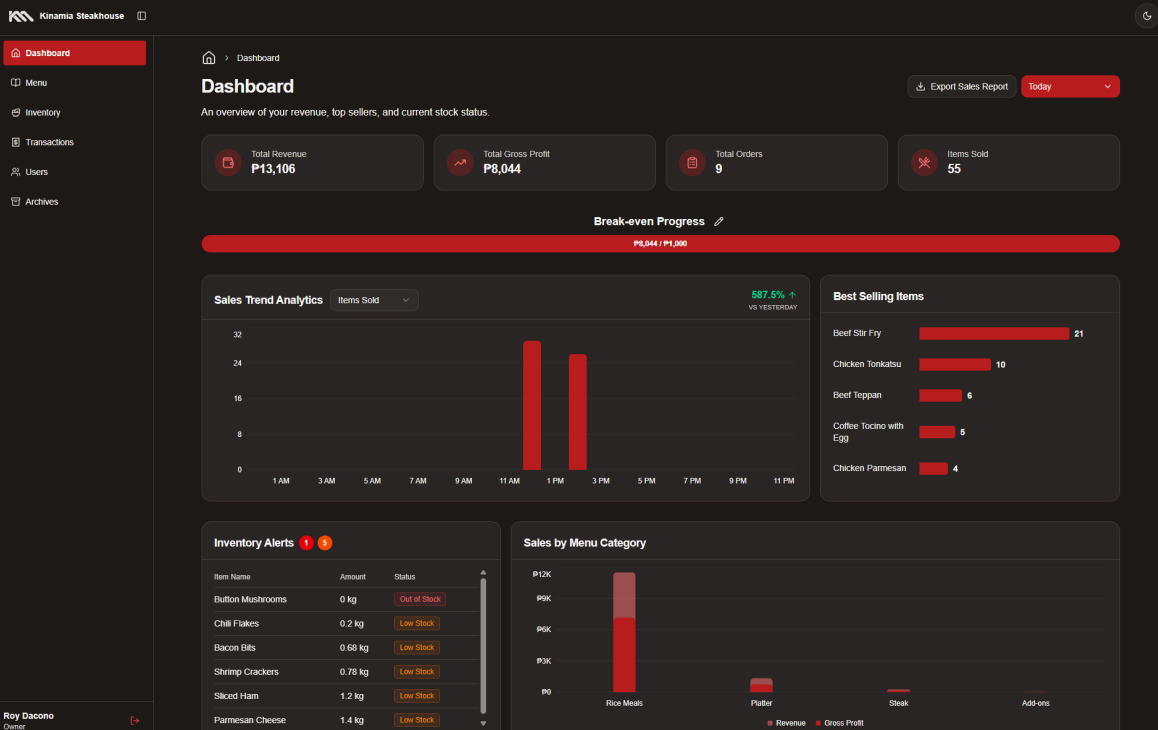 Kinamia Steakhouse
Dashboard
Menu
Inventory
Transactions
Users
Archives
Roy Dacono
Owner
Dashboard
Dashboard
An overview of your revenue, top sellers, and current stock status.
Export Sales Report
Today
Total Revenue
₱13,106
Total Gross Profit
₱8,044
Total Orders
9
Items Sold
55
Break-even Progress
₱8,044 / ₱1,000
Sales Trend Analytics
Items Sold
587.5% ↑
VS YESTERDAY
32
24
16
8
0
1 AM 3 AM 5 AM 7 AM 9 AM 11 AM 1 PM 3 PM 5 PM 7 PM 9 PM 11 PM
Best Selling Items
Beef Stir Fry 21
Chicken Tonkatsu 10
Beef Teppan 6
Coffee Tocino with
Egg 5
Chicken Parmesan 4
Inventory Alerts 1 5
Item Name Amount Status
Button Mushrooms 0 kg Out of Stock
Chili Flakes 0.2 kg Low Stock
Bacon Bits 0.68 kg Low Stock
Shrimp Crackers 0.78 kg Low Stock
Sliced Ham 1.2 kg Low Stock
Parmesan Cheese 1.4 kg Low Stock
Sales by Menu Category
₱12K
₱9K
₱6K
₱3K
₱0
Rice Meals Platter Steak Add-ons
Revenue Gross Profit